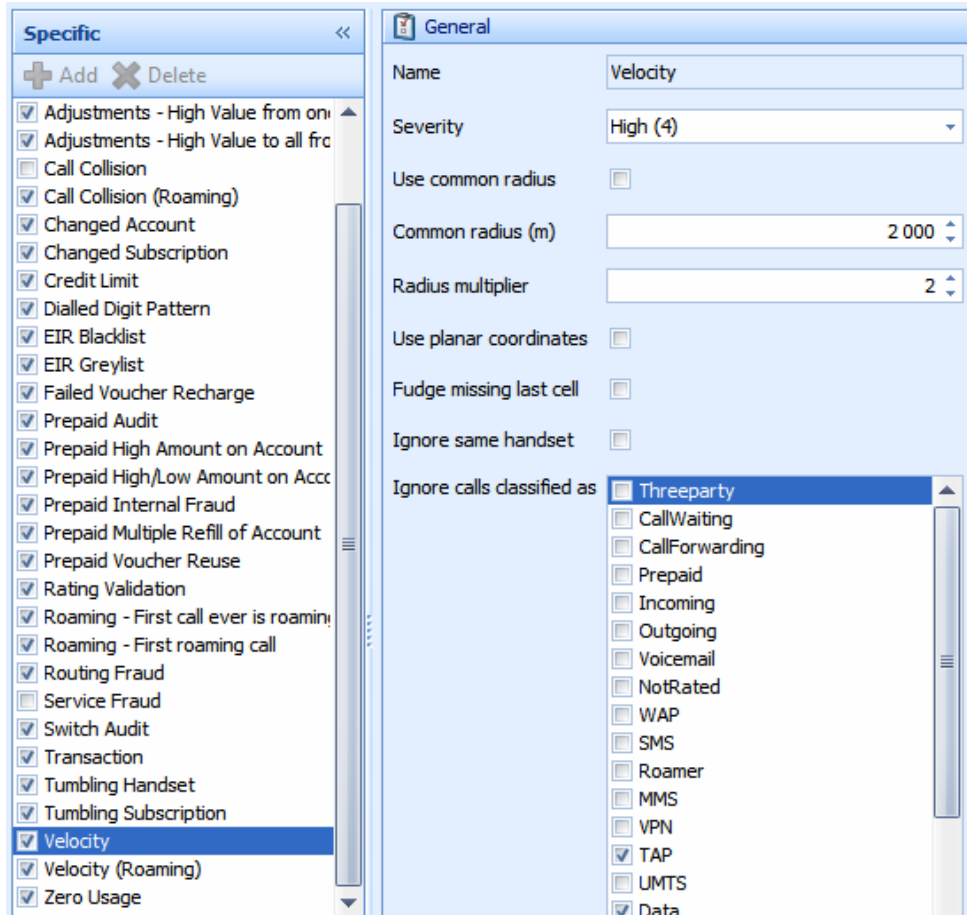 Specific
Add Delete
Adjustments - High Value from on
Adjustments - High Value to all fro
Call Collision
Call Collision (Roaming)
Changed Account
Changed Subscription
Credit Limit
Dialled Digit Pattern
EIR Blacklist
EIR Greylist
Failed Voucher Recharge
Prepaid Audit
Prepaid High Amount on Account
Prepaid High/Low Amount on Acco
Prepaid Internal Fraud
Prepaid Multiple Refill of Account
Prepaid Voucher Reuse
Rating Validation
Roaming - First call ever is roaming
Roaming - First roaming call
Routing Fraud
Service Fraud
Switch Audit
Transaction
Tumbling Handset
Tumbling Subscription
Velocity
Velocity (Roaming)
Zero Usage
General
Name Velocity
Severity High (4)
Use common radius
Common radius (m) 2 000
Radius multiplier 2
Use planar coordinates
Fudge missing last cell
Ignore same handset
Ignore calls classified as Threeparty
CallWaiting
CallForwarding
Prepaid
Incoming
Outgoing
Voicemail
NotRated
WAP
SMS
Roamer
MMS
VPN
TAP
UMTS
Data